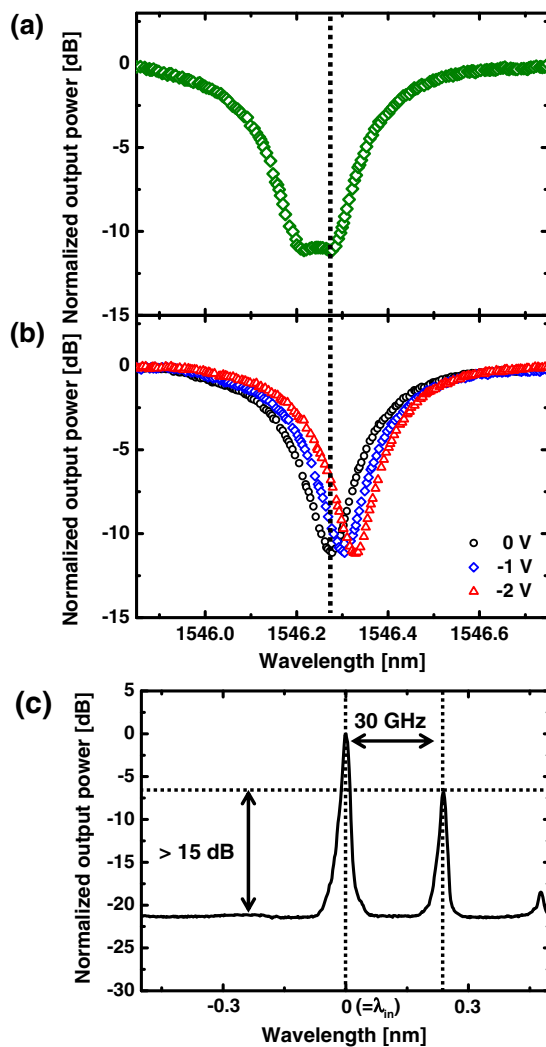 (a)
Normalized output power [dB]
0
-5
-10
-15
(b)
Normalized output power [dB]
0
-5
-10
-15
0 V
-1 V
-2 V
1546.0 1546.2 1546.4 1546.6
Wavelength [nm]
(c)
Normalized output power [dB]
5
0
-5
-10
-15
-20
-25
-30
30 GHz
> 15 dB
-0.3 0 (=λin) 0.3
Wavelength [nm]